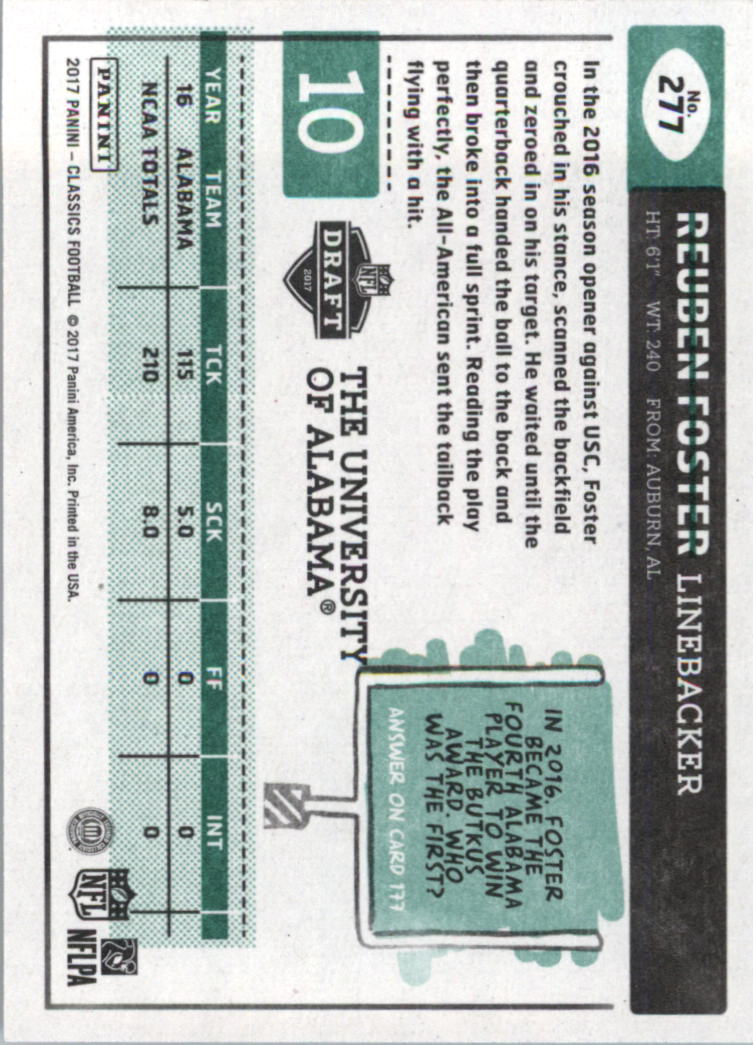 No.
277
REUBEN FOSTER LINEBACKER
HT: 6'1" WT: 240 FROM: AUBURN, AL
In the 2016 season opener against USC, Foster
crouched in his stance, scanned the backfield
and zeroed in on his target. He waited until the
quarterback handed the ball to the back and
then broke into a full sprint. Reading the play
perfectly, the All-American sent the tailback
flying with a hit.
IN 2016, FOSTER
BECAME THE
FOURTH ALABAMA
PLAYER TO WIN
THE BUTKUS
AWARD. WHO
WAS THE FIRST?
ANSWER ON CARD 177
10
NFL
DRAFT
2017
THE UNIVERSITY
OF ALABAMA®
YEAR TEAM TCK SCK FF INT
16 ALABAMA 115 5.0 0 0
NCAA TOTALS 210 8.0 0 0
PANINI
2017 PANINI – CLASSICS FOOTBALL © 2017 Panini America, Inc. Printed in the USA.
NFL
NFLPA